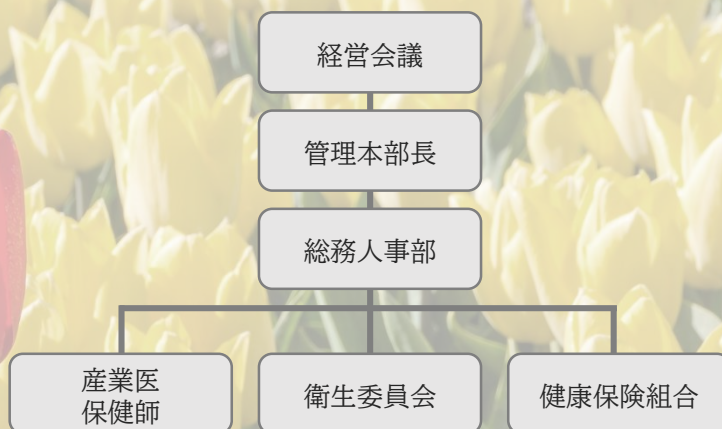 経営会議
管理本部長
総務人事部
産業医
保健師
衛生委員会
健康保険組合